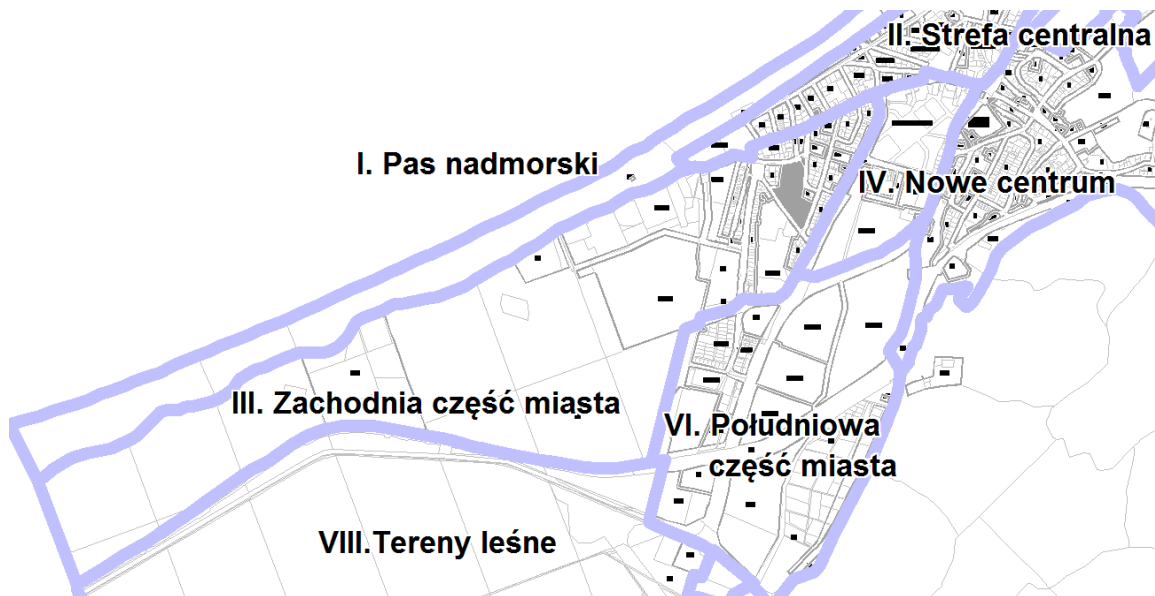 II. Strefa centralna
I. Pas nadmorski
IV. Nowe centrum
III. Zachodnia część miasta
VI. Południowa
część miasta
VIII.Tereny leśne